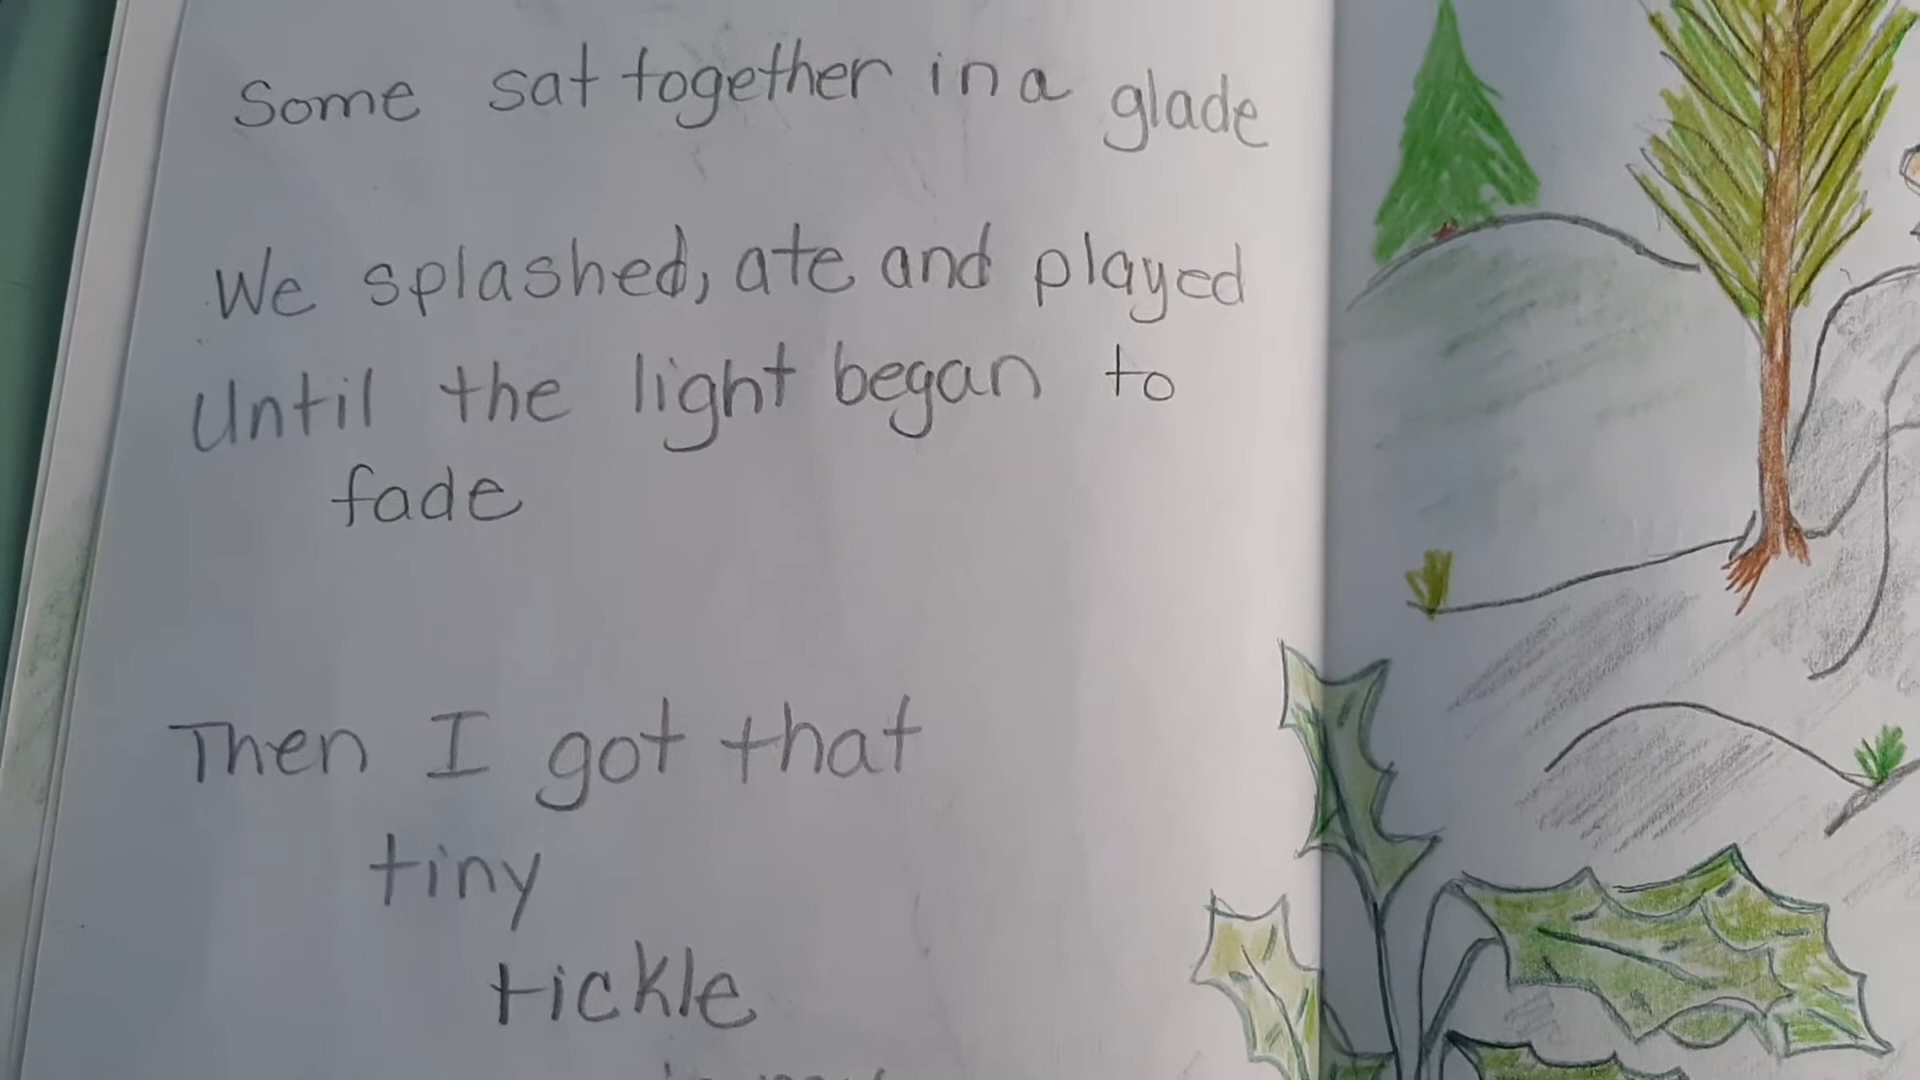 Some sat together in a glade
We splashed, ate and played
Until the light began to
fade
Then I got that
tiny
tickle